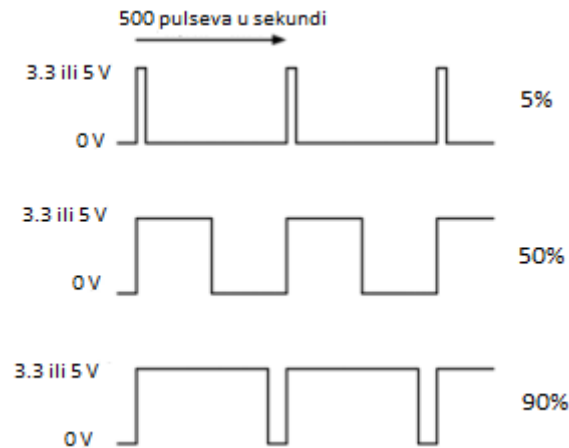 500 pulseva u sekundi
3.3 ili 5 V
5%
0 V
3.3 ili 5 V
50%
0 V
3.3 ili 5 V
90%
0 V